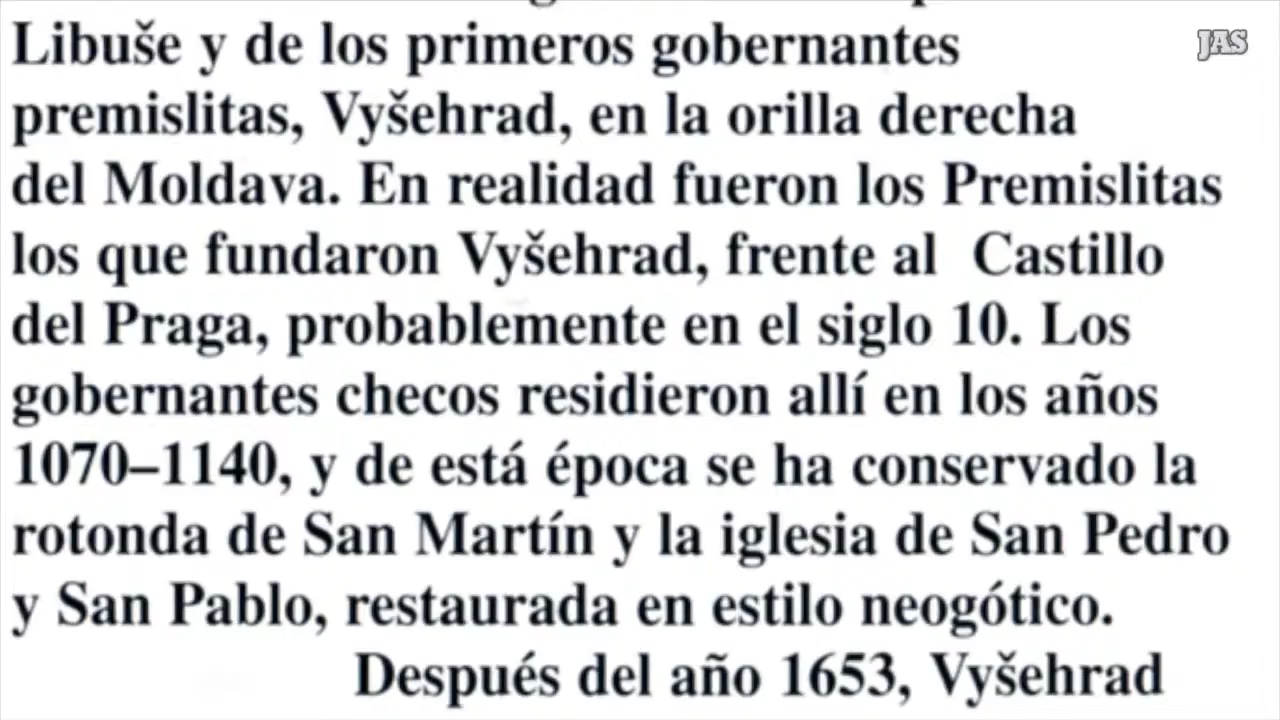 Libuše y de los primeros gobernantes
JAS
premislitas, Vyšehrad, en la orilla derecha
del Moldava. En realidad fueron los Premislitas
los que fundaron Vyšehrad, frente al Castillo
del Praga, probablemente en el siglo 10. Los
gobernantes checos residieron allí en los años
1070–1140, y de está época se ha conservado la
rotonda de San Martín y la iglesia de San Pedro
y San Pablo, restaurada en estilo neogótico.
Después del año 1653, Vyšehrad